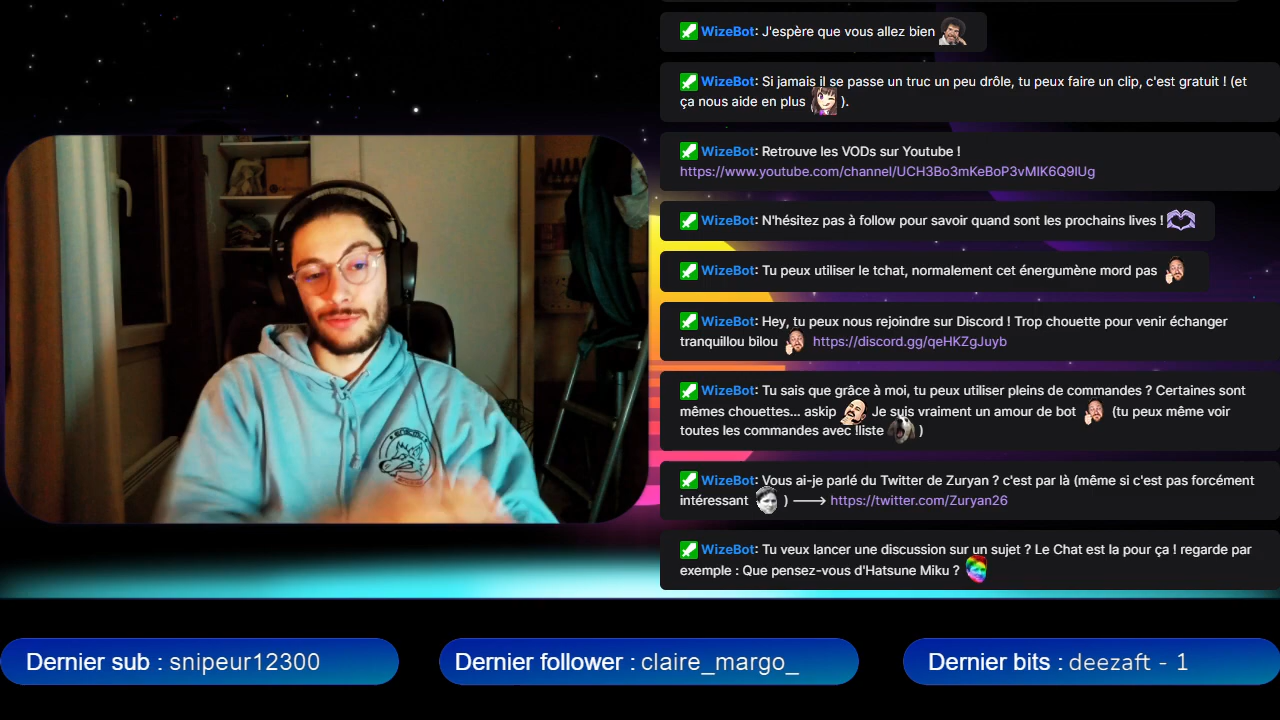 WizeBot: J'espère que vous allez bien
WizeBot: Si jamais il se passe un truc un peu drôle, tu peux faire un clip, c'est gratuit ! (et
ça nous aide en plus ).
WizeBot: Retrouve les VODs sur Youtube !
https://www.youtube.com/channel/UCH3Bo3mKeBoP3vMIK6Q9lUg
WizeBot: N'hésitez pas à follow pour savoir quand sont les prochains lives !
WizeBot: Tu peux utiliser le tchat, normalement cet énergumène mord pas
WizeBot: Hey, tu peux nous rejoindre sur Discord ! Trop chouette pour venir échanger
tranquillou bilou https://discord.gg/qeHKZgJuyb
WizeBot: Tu sais que grâce à moi, tu peux utiliser pleins de commandes ? Certaines sont
mêmes chouettes... askip Je suis vraiment un amour de bot (tu peux même voir
toutes les commandes avec !liste )
WizeBot: Vous ai-je parlé du Twitter de Zuryan ? c'est par là (même si c'est pas forcément
intéressant ) ---> https://twitter.com/Zuryan26
WizeBot: Tu veux lancer une discussion sur un sujet ? Le Chat est la pour ça ! regarde par
exemple : Que pensez-vous d'Hatsune Miku ?
Dernier sub : snipeur12300
Dernier follower : claire_margo_
Dernier bits : deezaft - 1